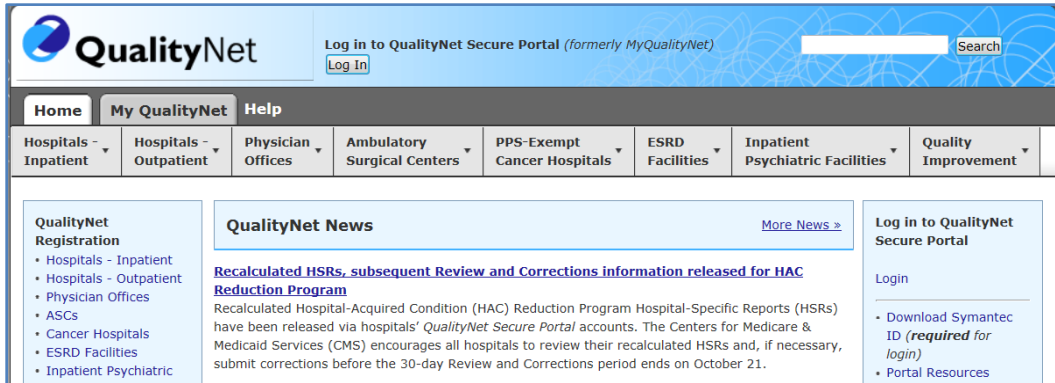 QualityNet
Log in to QualityNet Secure Portal (formerly MyQualityNet)
Log In
Search
Home
My QualityNet
Help
Hospitals -
Inpatient
Hospitals -
Outpatient
Physician
Offices
Ambulatory
Surgical Centers
PPS-Exempt
Cancer Hospitals
ESRD
Facilities
Inpatient
Psychiatric Facilities
Quality
Improvement
QualityNet
Registration
• Hospitals - Inpatient
• Hospitals - Outpatient
• Physician Offices
• ASCs
• Cancer Hospitals
• ESRD Facilities
• Inpatient Psychiatric
QualityNet News
More News »
Recalculated HSRs, subsequent Review and Corrections information released for HAC
Reduction Program
Recalculated Hospital-Acquired Condition (HAC) Reduction Program Hospital-Specific Reports (HSRs)
have been released via hospitals' QualityNet Secure Portal accounts. The Centers for Medicare &
Medicaid Services (CMS) encourages all hospitals to review their recalculated HSRs and, if necessary,
submit corrections before the 30-day Review and Corrections period ends on October 21.
Log in to QualityNet
Secure Portal
Login
• Download Symantec
ID (required for
login)
• Portal Resources